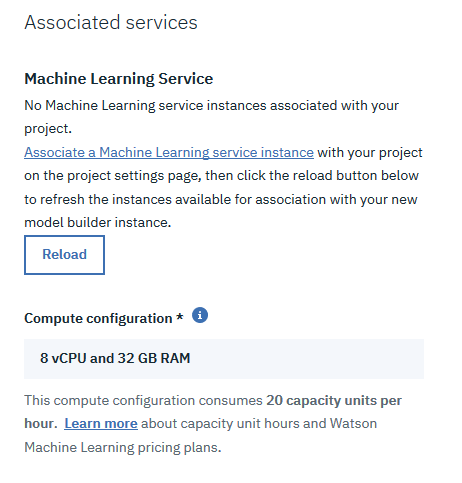 Associated services
Machine Learning Service
No Machine Learning service instances associated with your
project.
Associate a Machine Learning service instance with your project
on the project settings page, then click the reload button below
to refresh the instances available for association with your new
model builder instance.
Reload
Compute configuration * i
8 vCPU and 32 GB RAM
This compute configuration consumes 20 capacity units per
hour. Learn more about capacity unit hours and Watson
Machine Learning pricing plans.